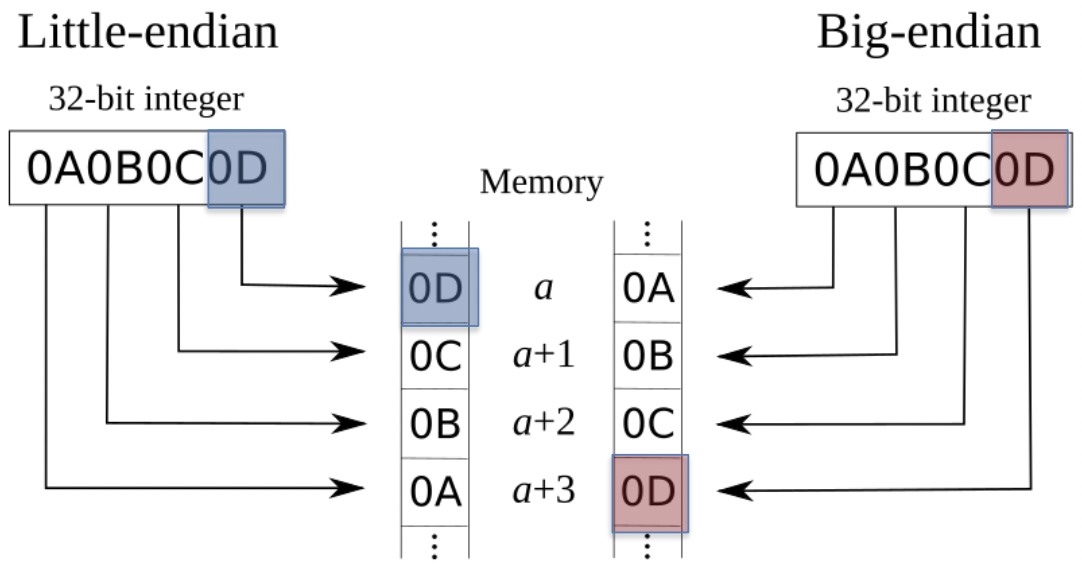 Little-endian
Big-endian
32-bit integer
32-bit integer
0A0B0C0D
0A0B0C0D
Memory
⋮ ⋮
0D a 0A
0C a+1 0B
0B a+2 0C
0A a+3 0D
⋮ ⋮